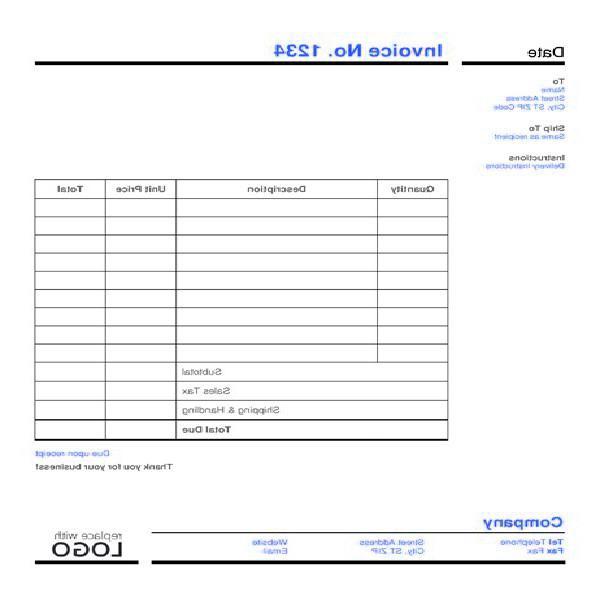 Date
Invoice No. 1234
To
Name
Street Address
City, ST ZIP Code
Ship To
Same as recipient
Instructions
Delivery Instructions
Quantity Description Unit Price Total
Subtotal
Sales Tax
Shipping & Handling
Total Due
Due upon receipt
Thank you for your business!
Company
Tel Telephone Street Address Website
Fax Fax City, ST. ZIP Email
replace with
LOGO